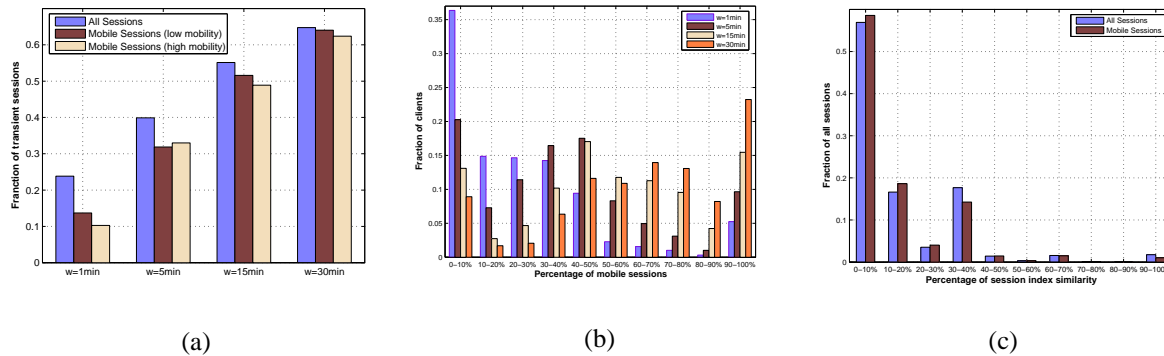 All Sessions
Mobile Sessions (low mobility)
Mobile Sessions (high mobility)
Franction of transient sessions
0.6
0.5
0.4
0.3
0.2
0.1
0
w=1min w=5min w=15min w=30min
(a)
w=1min
w=5min
w=15min
w=30min
Fraction of clients
0.35
0.3
0.25
0.2
0.15
0.1
0.05
0
0−10% 10−20% 20−30% 30−40% 40−50% 50−60% 60−70% 70−80% 80−90% 90−100%
Percentage of mobile sessions
(b)
All Sessions
Mobile Sessions
Fraction of all sessions
0.5
0.4
0.3
0.2
0.1
0
0−10% 10−20% 20−30% 30−40% 40−50% 50−60% 60−70% 70−80% 80−90% 90−100%
Percentage of session index similarity
(c)